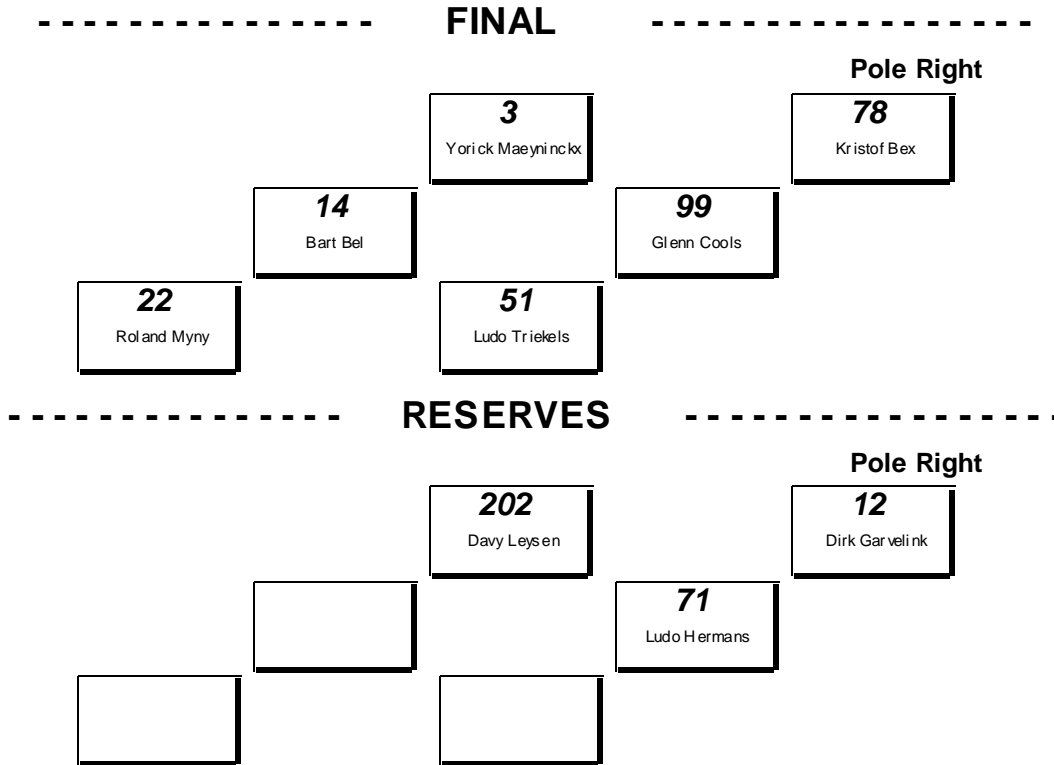 - - - - - - - - - - - - - - - FINAL - - - - - - - - - - - - - - - - -
Pole Right
3 78
Yorick Maeyninckx Kristof Bex
14 99
Bart Bel Glenn Cools
22 51
Roland Myny Ludo Triekels
- - - - - - - - - - - - - - - RESERVES - - - - - - - - - - - - - - - - -
Pole Right
202 12
Davy Leysen Dirk Garvelink
71
Ludo Hermans